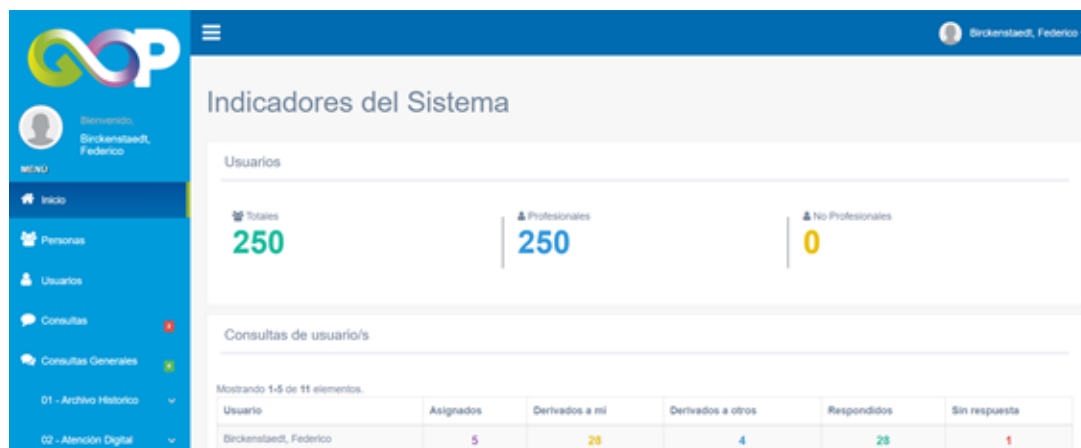 GOP
Birckenstaedt, Federico
Bienvenido,
Birckenstaedt,
Federico
MENÚ
Inicio
Personas
Usuarios
Consultas
Consultas Generales
01 - Archivo Historico
02 - Atención Digital
Indicadores del Sistema
Usuarios
Totales
250
Profesionales
250
No Profesionales
0
Consultas de usuario/s
Mostrando 1-5 de 11 elementos.
Usuario Asignados Derivados a mi Derivados a otros Respondidos Sin respuesta
Birckenstaedt, Federico 5 28 4 28 1